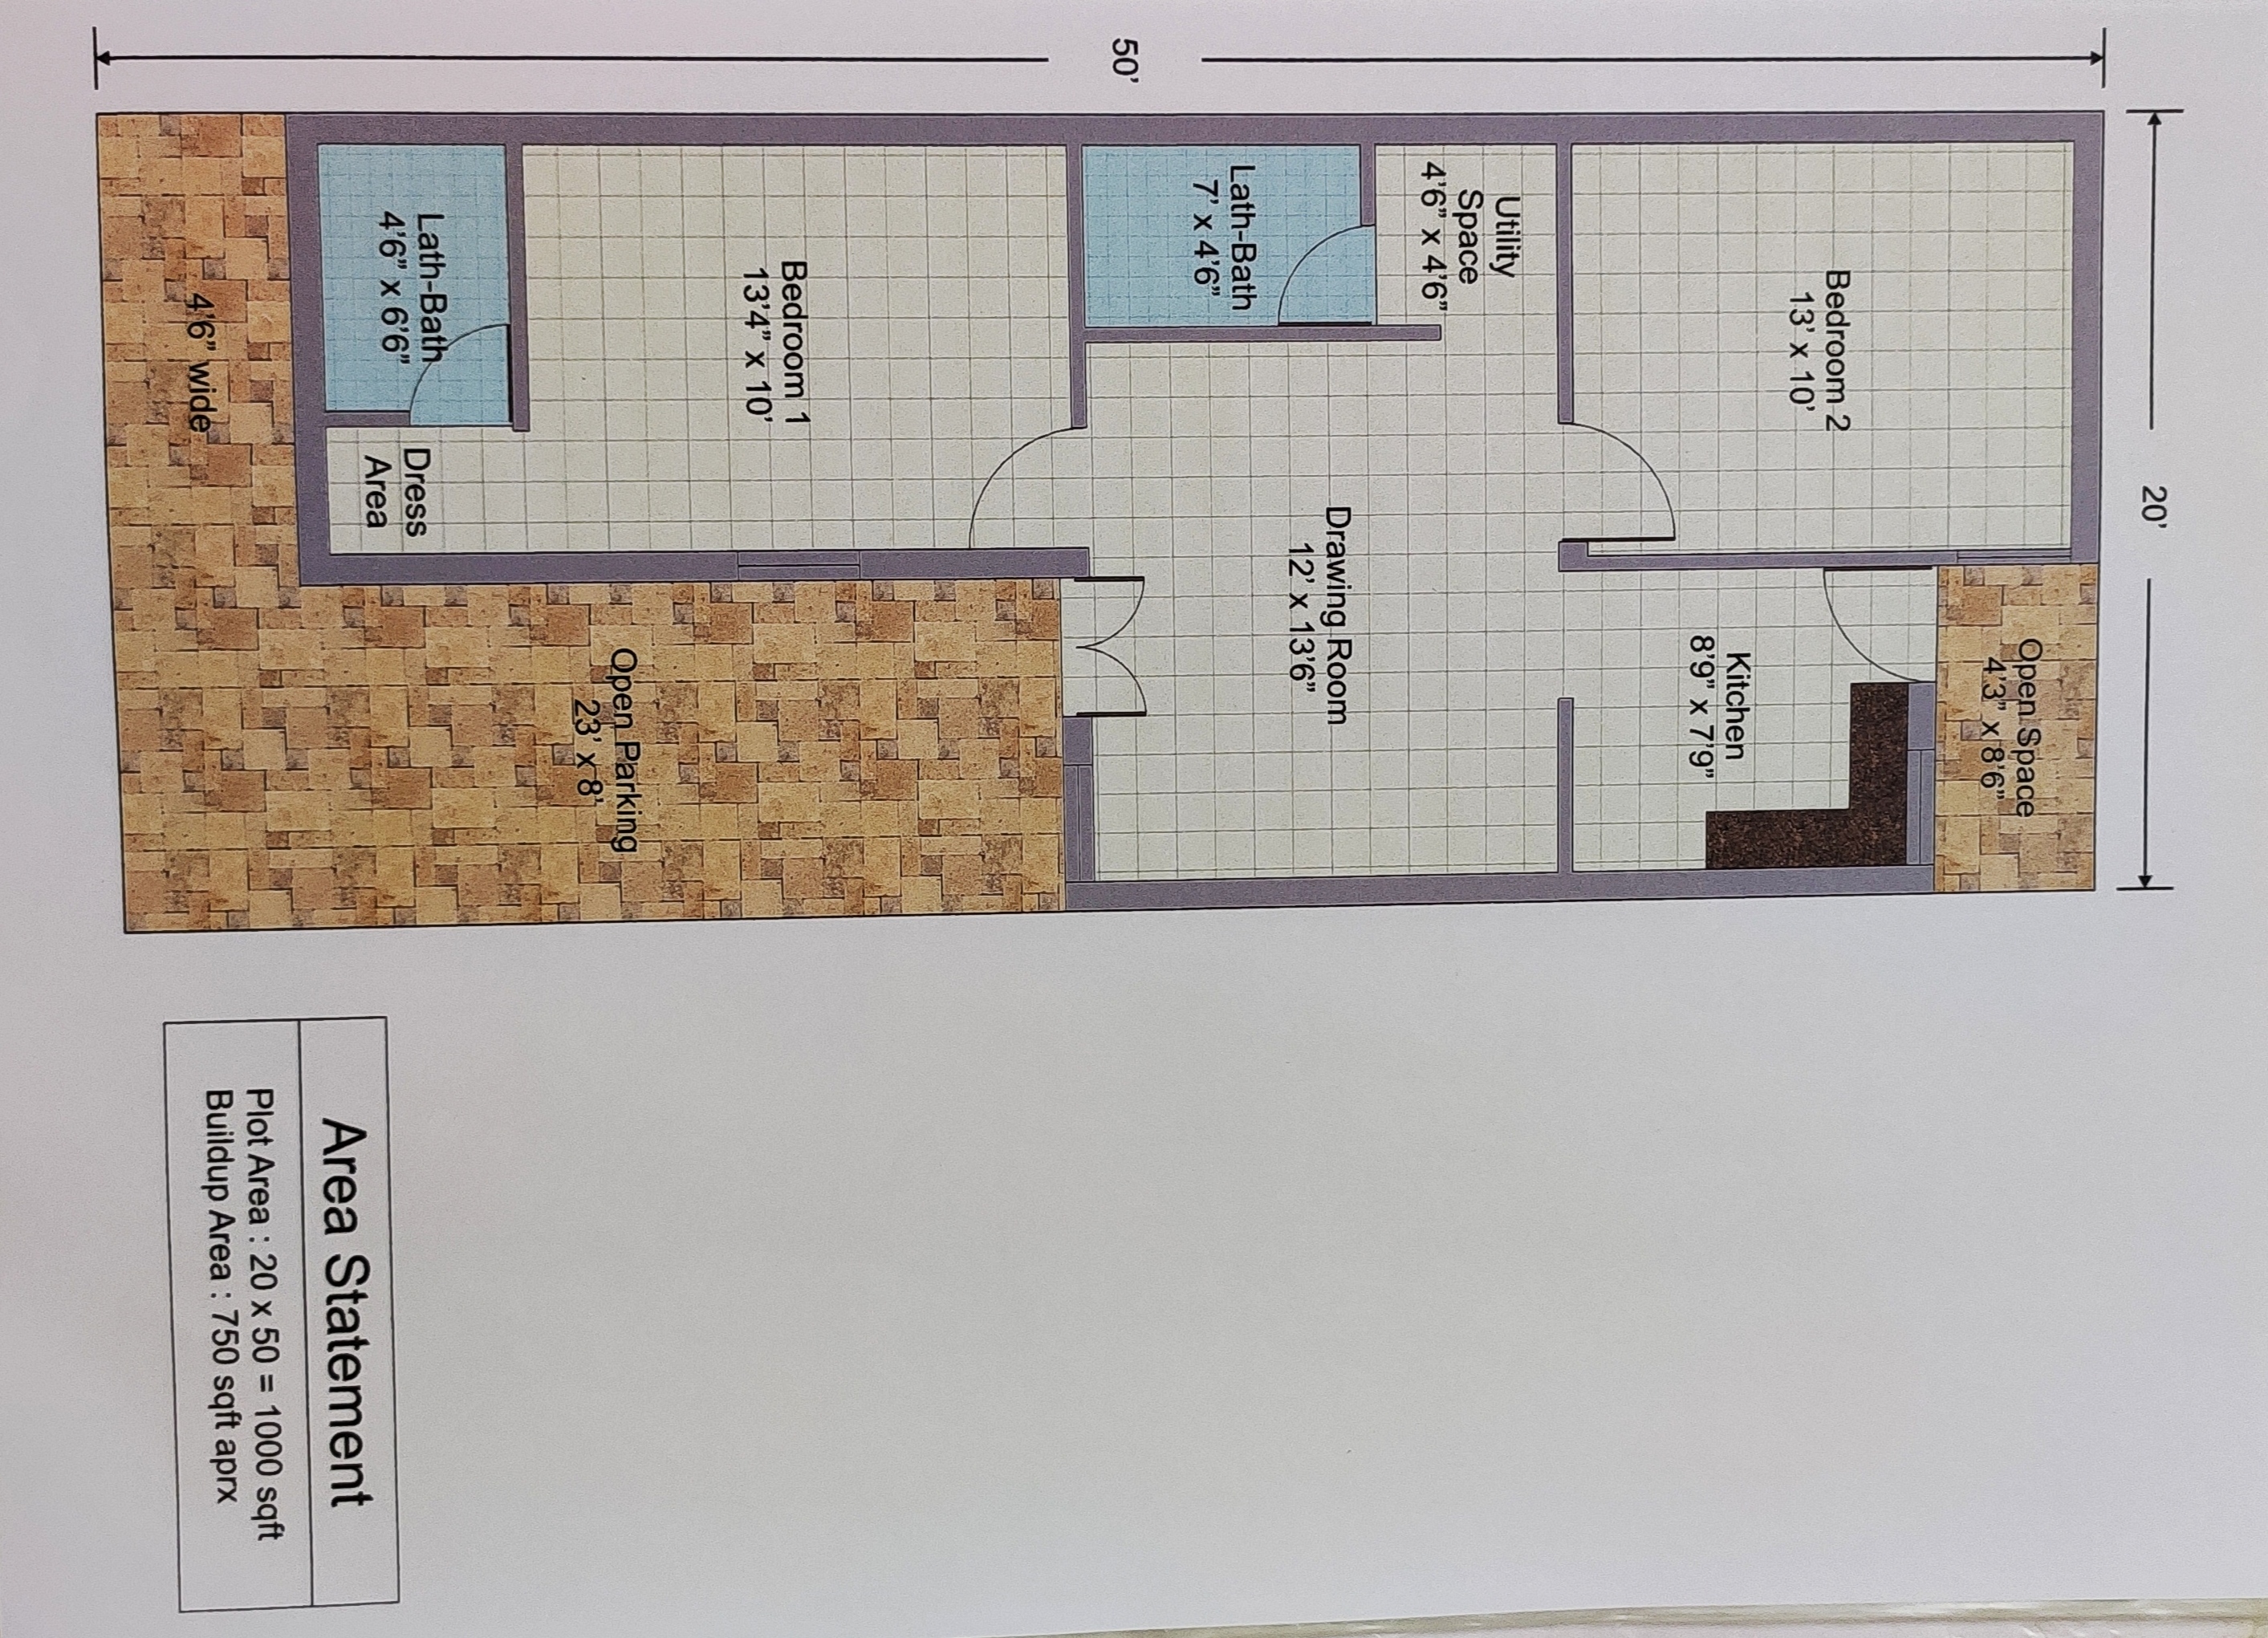 20’
Open Space
4’3” x 8’6”
Bedroom 2
13’ x 10’
Kitchen
8’9” x 7’9”
Utility
Space
4’6” x 4’6”
Drawing Room
12’ x 13’6”
Lath-Bath
7’ x 4’6”
50’
Bedroom 1
13’4” x 10’
Open Parking
23’ x 8’
Lath-Bath
4’6” x 6’6”
Dress
Area
4’6” wide
Area Statement
Plot Area : 20 x 50 = 1000 sqft
Buildup Area : 750 sqft aprx